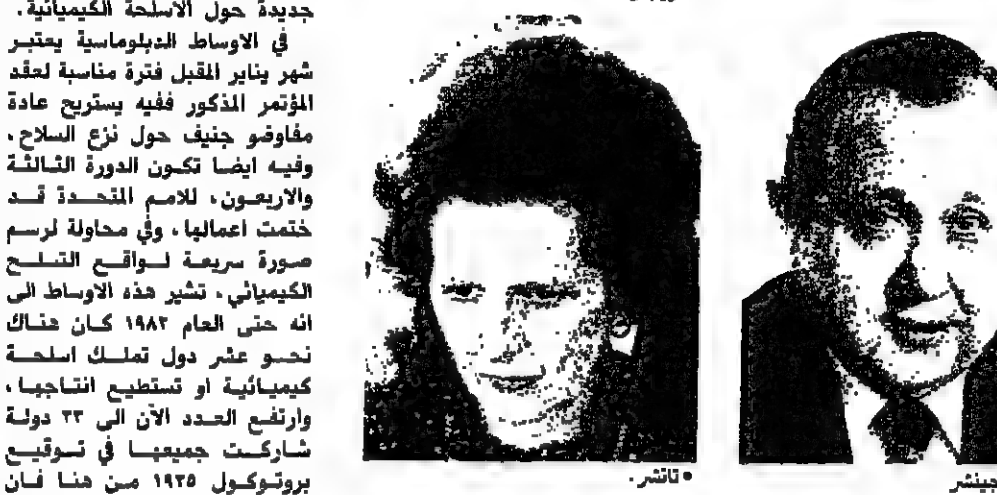 جديدة حول الاسلحة الكيميائية.
في الاوساط الدبلوماسية يعتبر
شهر يناير المقبل فترة مناسبة لعقد
المؤتمر المذكور ففيه يستريح عادة
مفاوضو جنيف حول نزع السلاح،
وفيه ايضا تكون الدورة الثالثة
والاربعون، للامم المتحدة قد
ختمت اعمالها، وفي محاولة لرسم
صورة سريعة لواقع التسلح
الكيميائي، تشير هذه الاوساط الى
انه حتى العام ١٩٨٢ كان هناك
نحو عشر دول تملك اسلحة
كيميائية او تستطيع انتاجها،
وارتفع العدد الآن الى ٢٣ دولة
شاركت جميعها في توقيع
بروتوكول ١٩٢٥ من هنا فان
• تاتشر.
جينشر